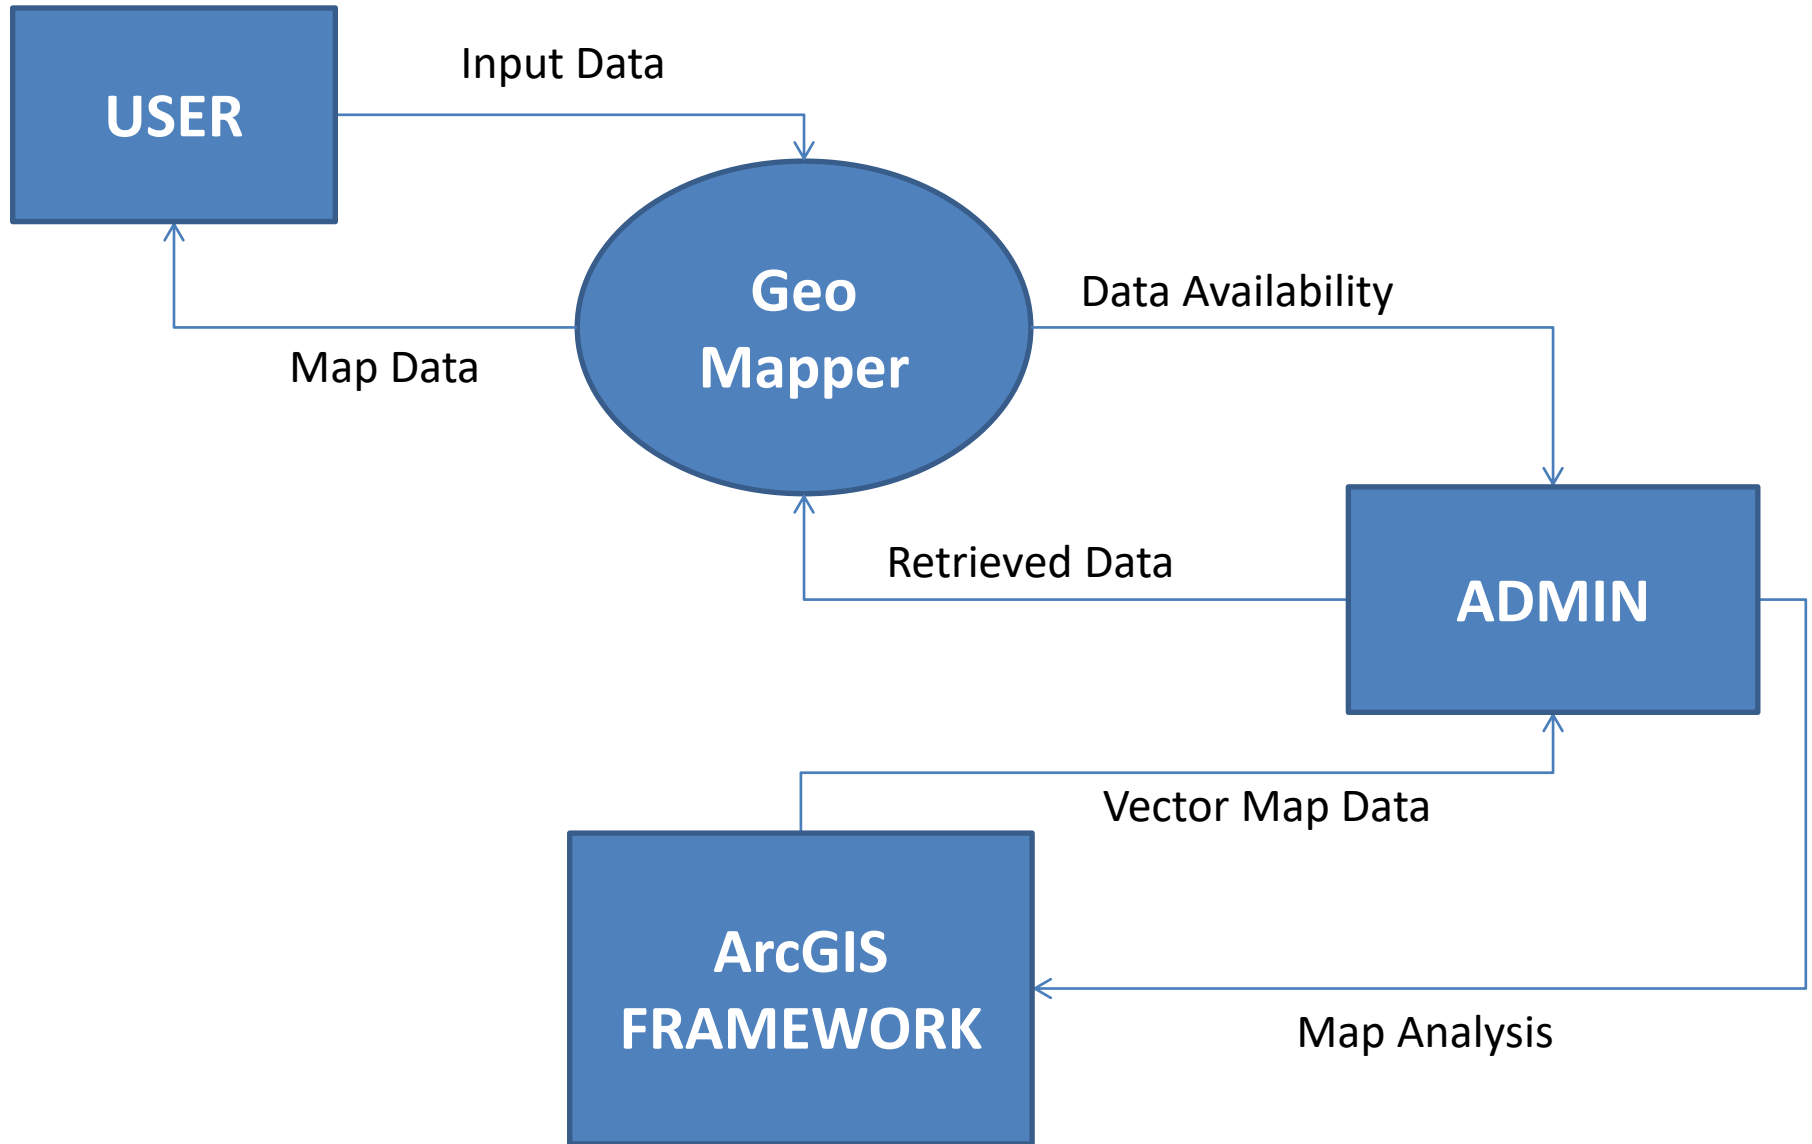 Input Data
USER
Geo
Mapper
Data Availability
Map Data
Retrieved Data
ADMIN
Vector Map Data
ArcGIS
FRAMEWORK
Map Analysis